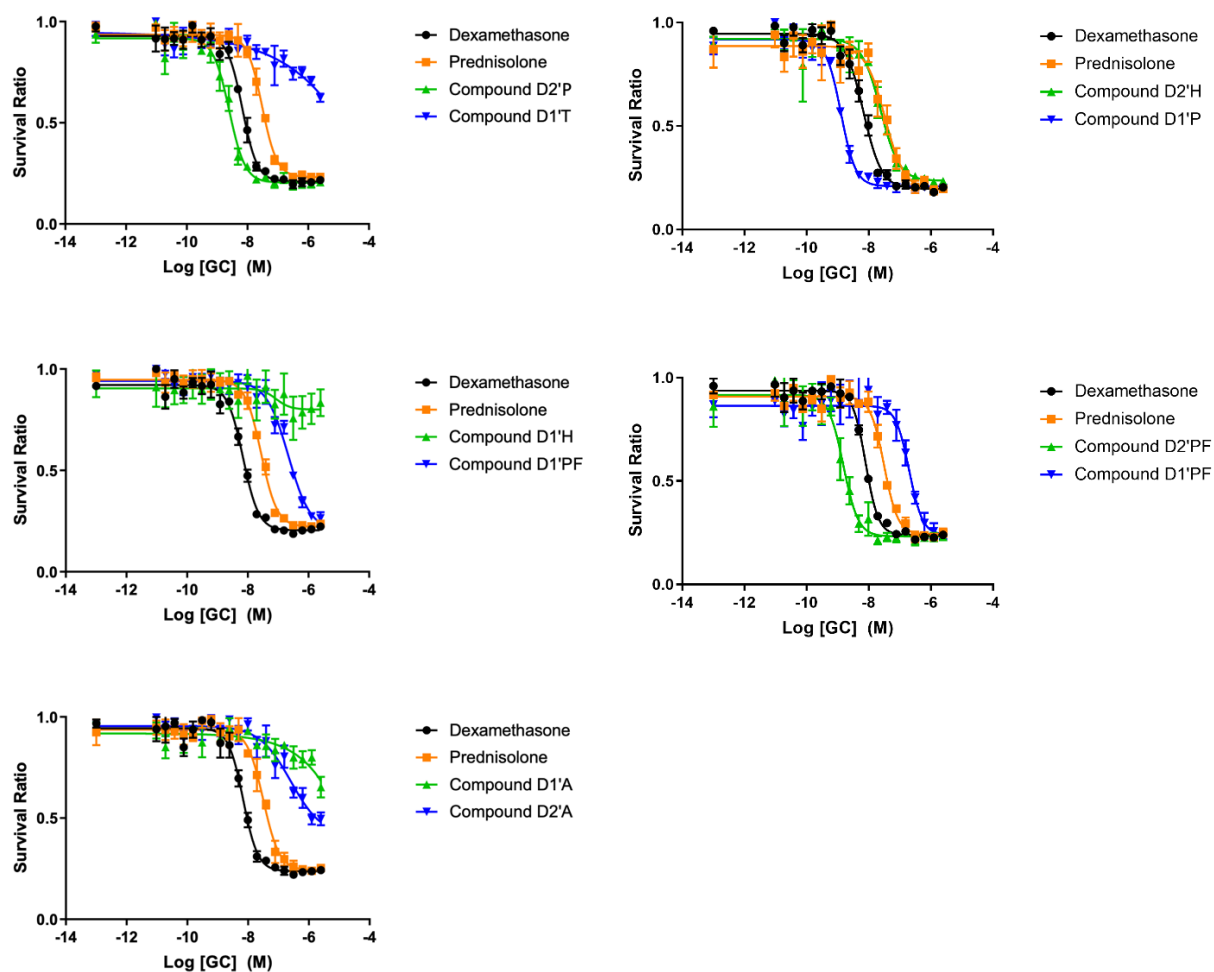 1.0
0.5
0.0
-14
-12
-10
-8
-6
-4
Survival Ratio
Log [GC] (M)
Dexamethasone
Prednisolone
Compound D2'P
Compound D1'T
1.0
0.5
0.0
-14
-12
-10
-8
-6
-4
Survival Ratio
Log [GC] (M)
Dexamethasone
Prednisolone
Compound D2'H
Compound D1'P
1.0
0.5
0.0
-14
-12
-10
-8
-6
-4
Survival Ratio
Log [GC] (M)
Dexamethasone
Prednisolone
Compound D1'H
Compound D1'PF
1.0
0.5
0.0
-14
-12
-10
-8
-6
-4
Survival Ratio
Log [GC] (M)
Dexamethasone
Prednisolone
Compound D2'PF
Compound D1'PF
1.0
0.5
0.0
-14
-12
-10
-8
-6
-4
Survival Ratio
Log [GC] (M)
Dexamethasone
Prednisolone
Compound D1'A
Compound D2'A